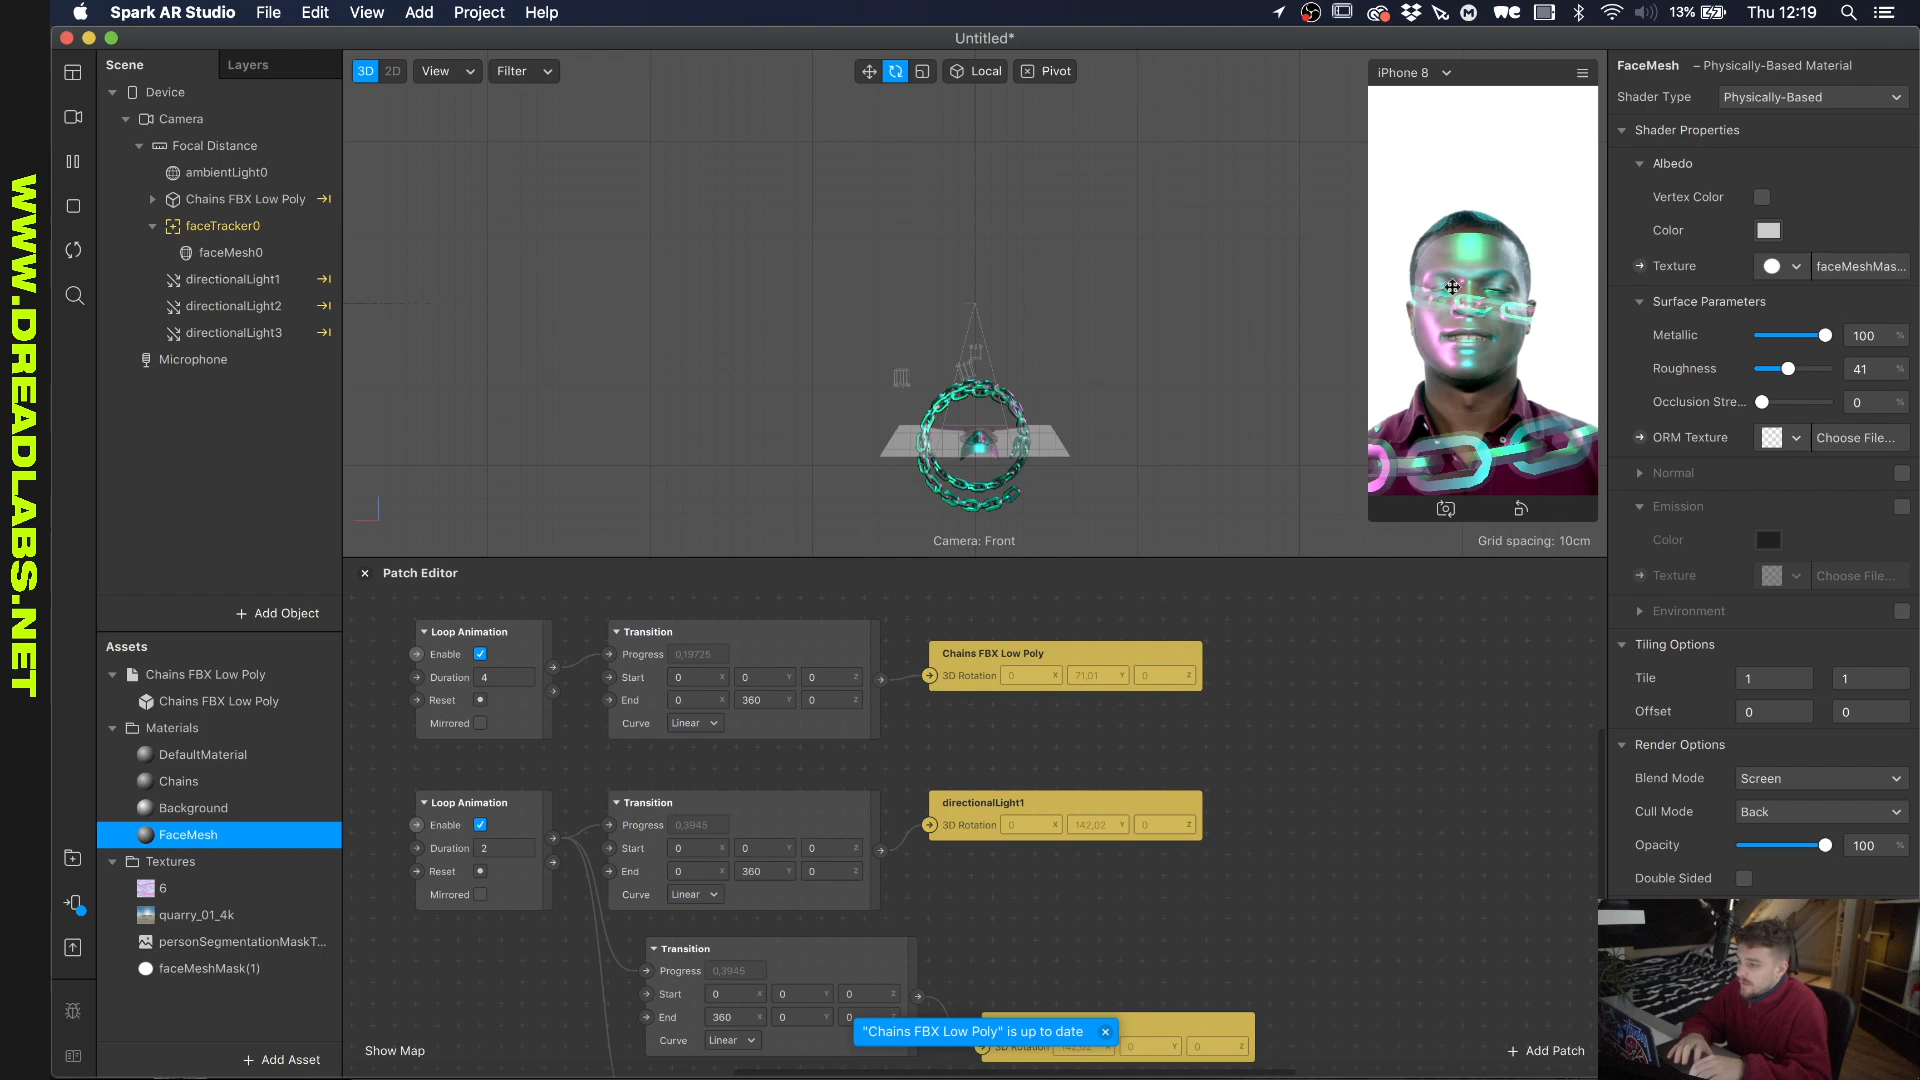 Spark AR Studio File Edit View Add Project Help
13% Thu 12:19
Untitled*
WWW.DREADLABS.NET
Scene Layers
Device
Camera
Focal Distance
ambientLight0
Chains FBX Low Poly
faceTracker0
faceMesh0
directionalLight1
directionalLight2
directionalLight3
Microphone
+ Add Object
Assets
Chains FBX Low Poly
Chains FBX Low Poly
Materials
DefaultMaterial
Chains
Background
FaceMesh
Textures
6
quarry_01_4k
personSegmentationMaskT...
faceMeshMask(1)
+ Add Asset
3D 2D View Filter Local Pivot
Camera: Front
Grid spacing: 10cm
iPhone 8
Patch Editor
Loop Animation
Enable
Duration 4
Reset
Mirrored
Transition
Progress 0,19725
Start 0 X 0 Y 0 Z
End 0 X 360 Y 0 Z
Curve Linear
Chains FBX Low Poly
3D Rotation 0 X 71,01 Y 0 Z
Loop Animation
Enable
Duration 2
Reset
Mirrored
Transition
Progress 0,3945
Start 0 X 0 Y 0 Z
End 0 X 360 Y 0 Z
Curve Linear
directionalLight1
3D Rotation 0 X 142,02 Y 0 Z
Transition
Progress 0,3945
Start 0 X 0 Y 0 Z
End 360 X 0 Y 0
Curve Linear
"Chains FBX Low Poly" is up to date
3D Rotation 142,02 X 0 Y 0 Z
Show Map
+ Add Patch
FaceMesh – Physically-Based Material
Shader Type Physically-Based
Shader Properties
Albedo
Vertex Color
Color
Texture faceMeshMas...
Surface Parameters
Metallic 100 %
Roughness 41 %
Occlusion Stre... 0 %
ORM Texture Choose File...
Normal
Emission
Color
Texture Choose File...
Environment
Tiling Options
Tile 1 1
Offset 0 0
Render Options
Blend Mode Screen
Cull Mode Back
Opacity 100 %
Double Sided